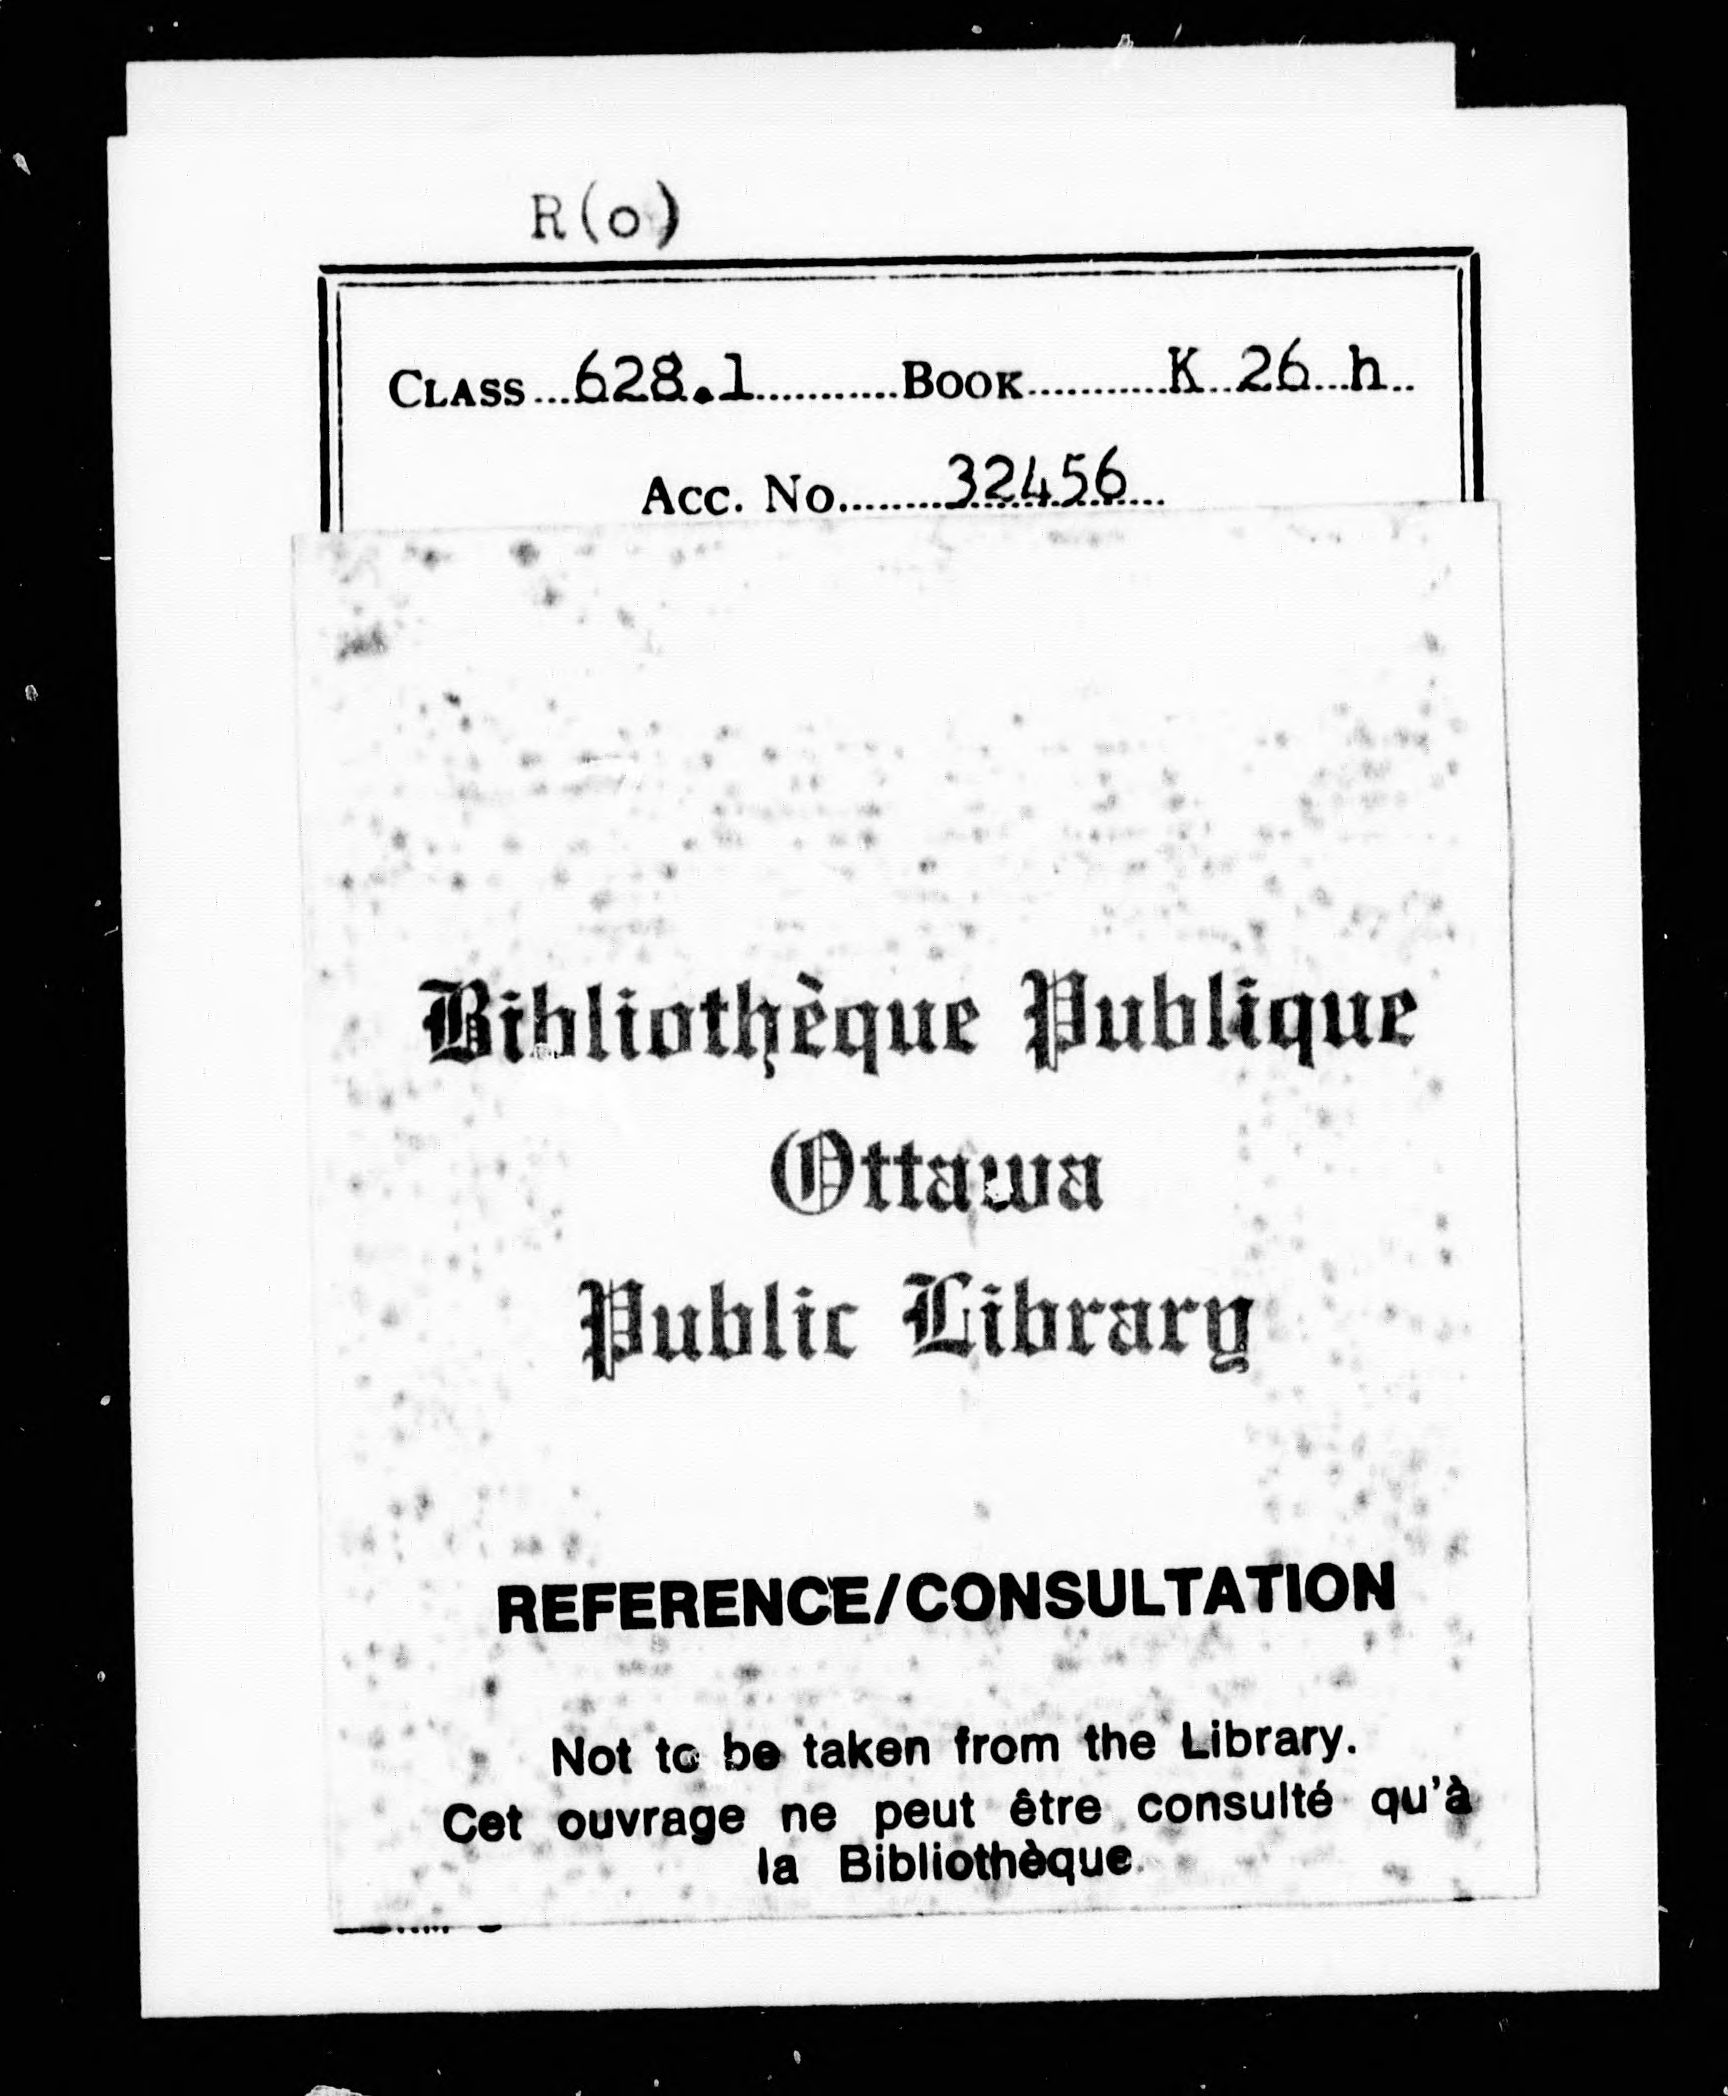 R(o)
CLASS...628.1............BOOK............K..26...h..
ACC. No.........32456...
Bibliothèque Publique
Ottawa
Public Library
REFERENCE/CONSULTATION
Not to be taken from the Library.
Cet ouvrage ne peut être consulté qu'à
la Bibliothèque.